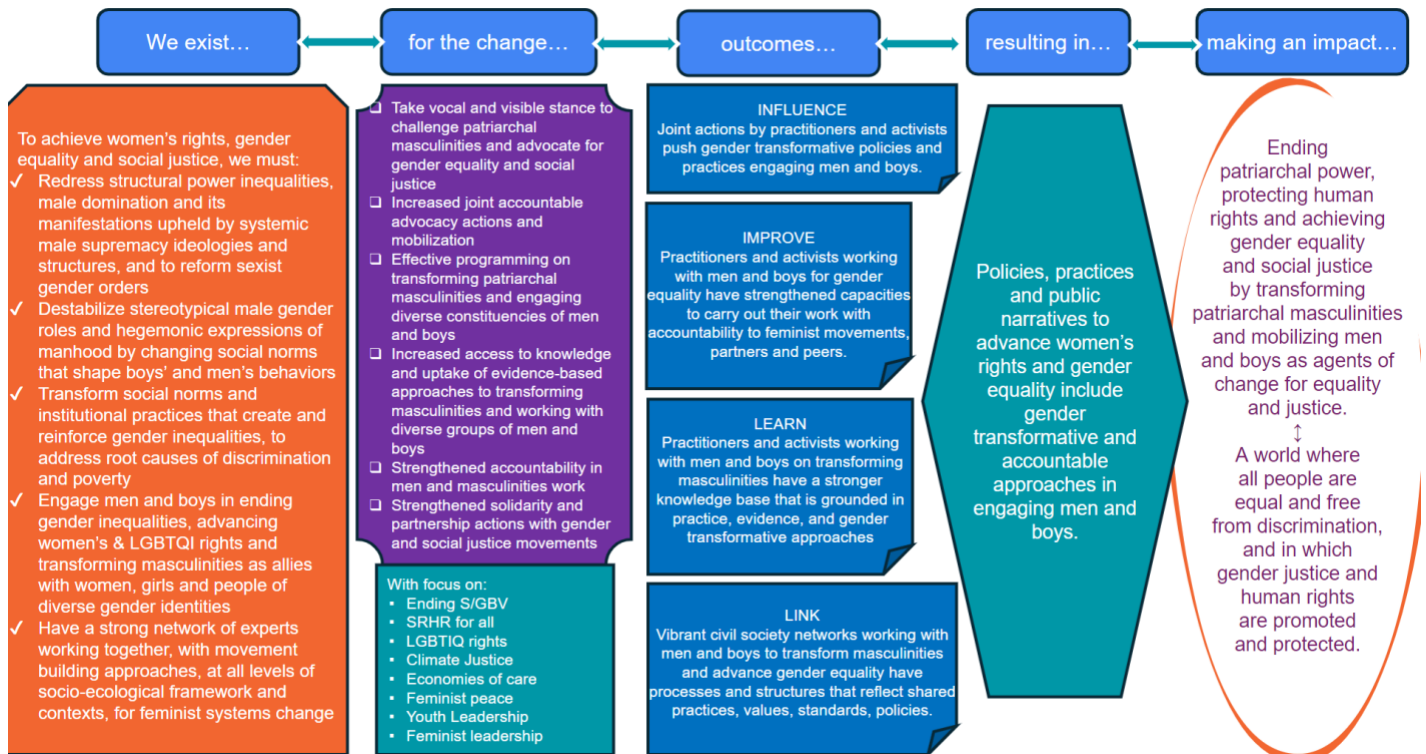 We exist…
for the change…
outcomes…
resulting in…
making an impact…
To achieve women’s rights, gender
equality and social justice, we must:
✓ Redress structural power inequalities,
male domination and its
manifestations upheld by systemic
male supremacy ideologies and
structures, and to reform sexist
gender orders
✓ Destabilize stereotypical male gender
roles and hegemonic expressions of
manhood by changing social norms
that shape boys’ and men’s behaviors
✓ Transform social norms and
institutional practices that create and
reinforce gender inequalities, to
address root causes of discrimination
and poverty
✓ Engage men and boys in ending
gender inequalities, advancing
women’s & LGBTQI rights and
transforming masculinities as allies
with women, girls and people of
diverse gender identities
✓ Have a strong network of experts
working together, with movement
building approaches, at all levels of
socio-ecological framework and
contexts, for feminist systems change
❑ Take vocal and visible stance to
challenge patriarchal
masculinities and advocate for
gender equality and social
justice
❑ Increased joint accountable
advocacy actions and
mobilization
❑ Effective programming on
transforming patriarchal
masculinities and engaging
diverse constituencies of men
and boys
❑ Increased access to knowledge
and uptake of evidence-based
approaches to transforming
masculinities and working with
diverse groups of men and
boys
❑ Strengthened accountability in
men and masculinities work
❑ Strengthened solidarity and
partnership actions with gender
and social justice movements
With focus on:
• Ending S/GBV
• SRHR for all
• LGBTIQ rights
• Climate Justice
• Economies of care
• Feminist peace
• Youth Leadership
• Feminist leadership
INFLUENCE
Joint actions by practitioners and activists
push gender transformative policies and
practices engaging men and boys.
IMPROVE
Practitioners and activists working
with men and boys for gender
equality have strengthened capacities
to carry out their work with
accountability to feminist movements,
partners and peers.
LEARN
Practitioners and activists working
with men and boys on transforming
masculinities have a stronger
knowledge base that is grounded in
practice, evidence, and gender
transformative approaches
LINK
Vibrant civil society networks working with
men and boys to transform masculinities
and advance gender equality have
processes and structures that reflect shared
practices, values, standards, policies.
Policies, practices
and public
narratives to
advance women’s
rights and gender
equality include
gender
transformative and
accountable
approaches in
engaging men and
boys.
Ending
patriarchal power,
protecting human
rights and achieving
gender equality
and social justice
by transforming
patriarchal masculinities
and mobilizing men
and boys as agents of
change for equality
and justice.
↕
A world where
all people are
equal and free
from discrimination,
and in which
gender justice and
human rights
are promoted
and protected.